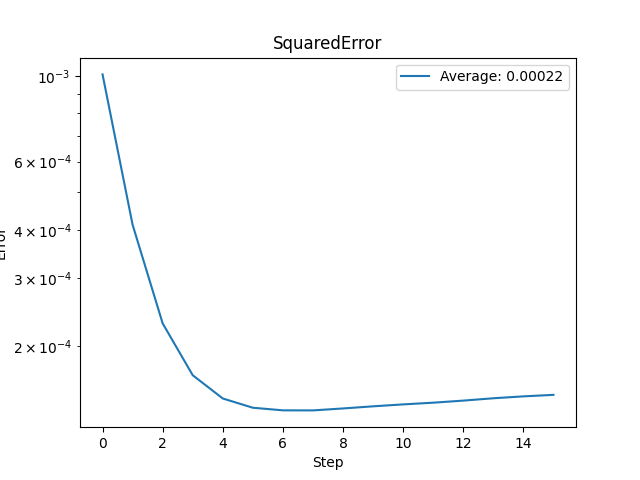 SquaredError
Average: 0.00022
10⁻³
6 × 10⁻⁴
4 × 10⁻⁴
3 × 10⁻⁴
2 × 10⁻⁴
Error
0 2 4 6 8 10 12 14
Step